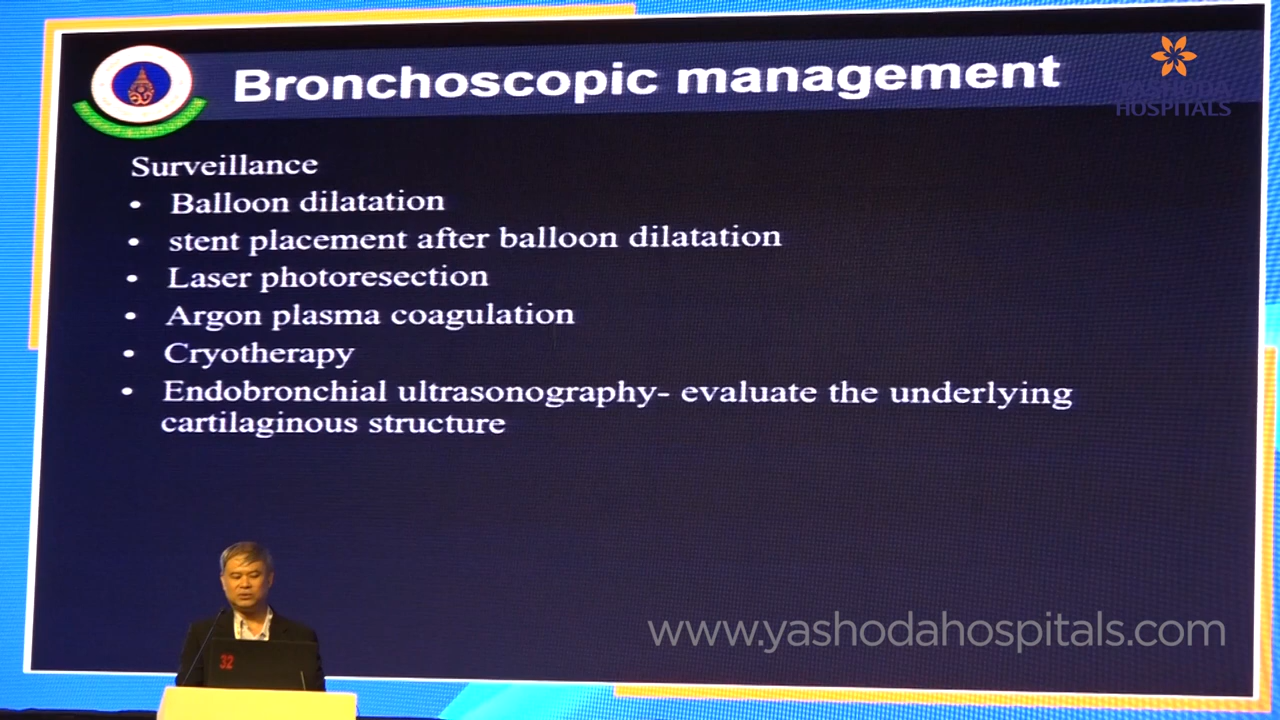 Bronchoscopic management
YASHODA
HOSPITALS
Surveillance
• Balloon dilatation
• stent placement after balloon dilatation
• Laser photoresection
• Argon plasma coagulation
• Cryotherapy
• Endobronchial ultrasonography- evaluate the underlying
cartilaginous structure
32
www.yashodahospitals.com